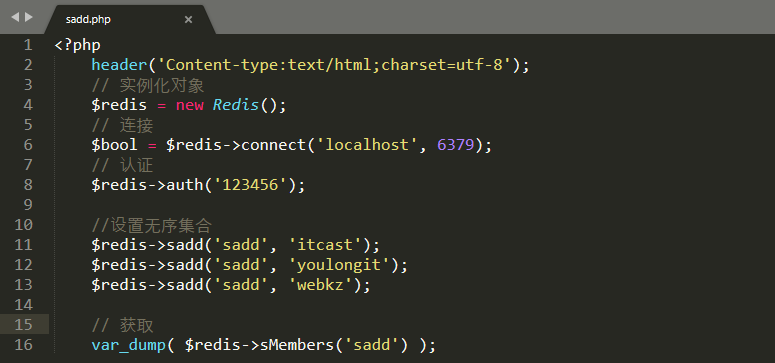 sadd.php
1 <?php
2 header('Content-type:text/html;charset=utf-8');
3 // 实例化对象
4 $redis = new Redis();
5 // 连接
6 $bool = $redis->connect('localhost', 6379);
7 // 认证
8 $redis->auth('123456');
9
10 //设置无序集合
11 $redis->sadd('sadd', 'itcast');
12 $redis->sadd('sadd', 'youlongit');
13 $redis->sadd('sadd', 'webkz');
14
15 // 获取
16 var_dump( $redis->sMembers('sadd') );